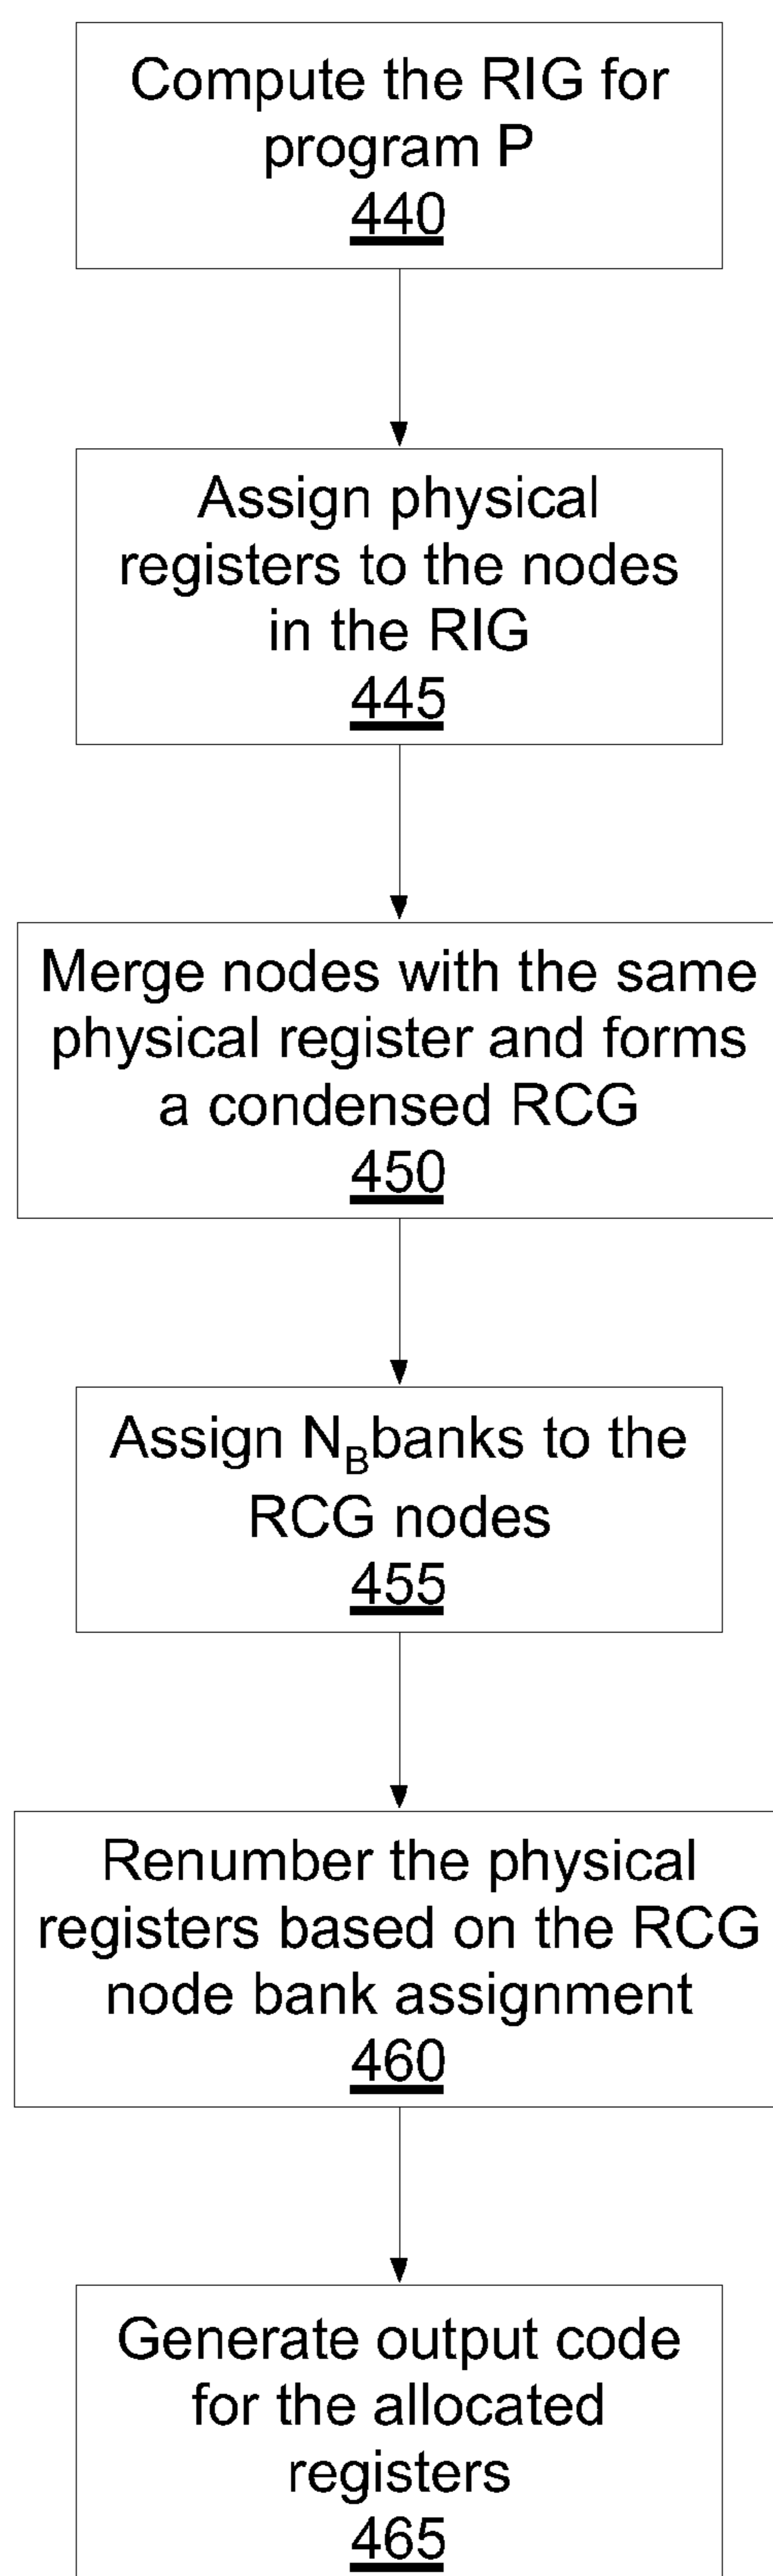 Compute the RIG for
program P
440
Assign physical
registers to the nodes
in the RIG
445
Merge nodes with the same
physical register and forms
a condensed RCG
450
Assign N_B banks to the
RCG nodes
455
Renumber the physical
registers based on the RCG
node bank assignment
460
Generate output code
for the allocated
registers
465